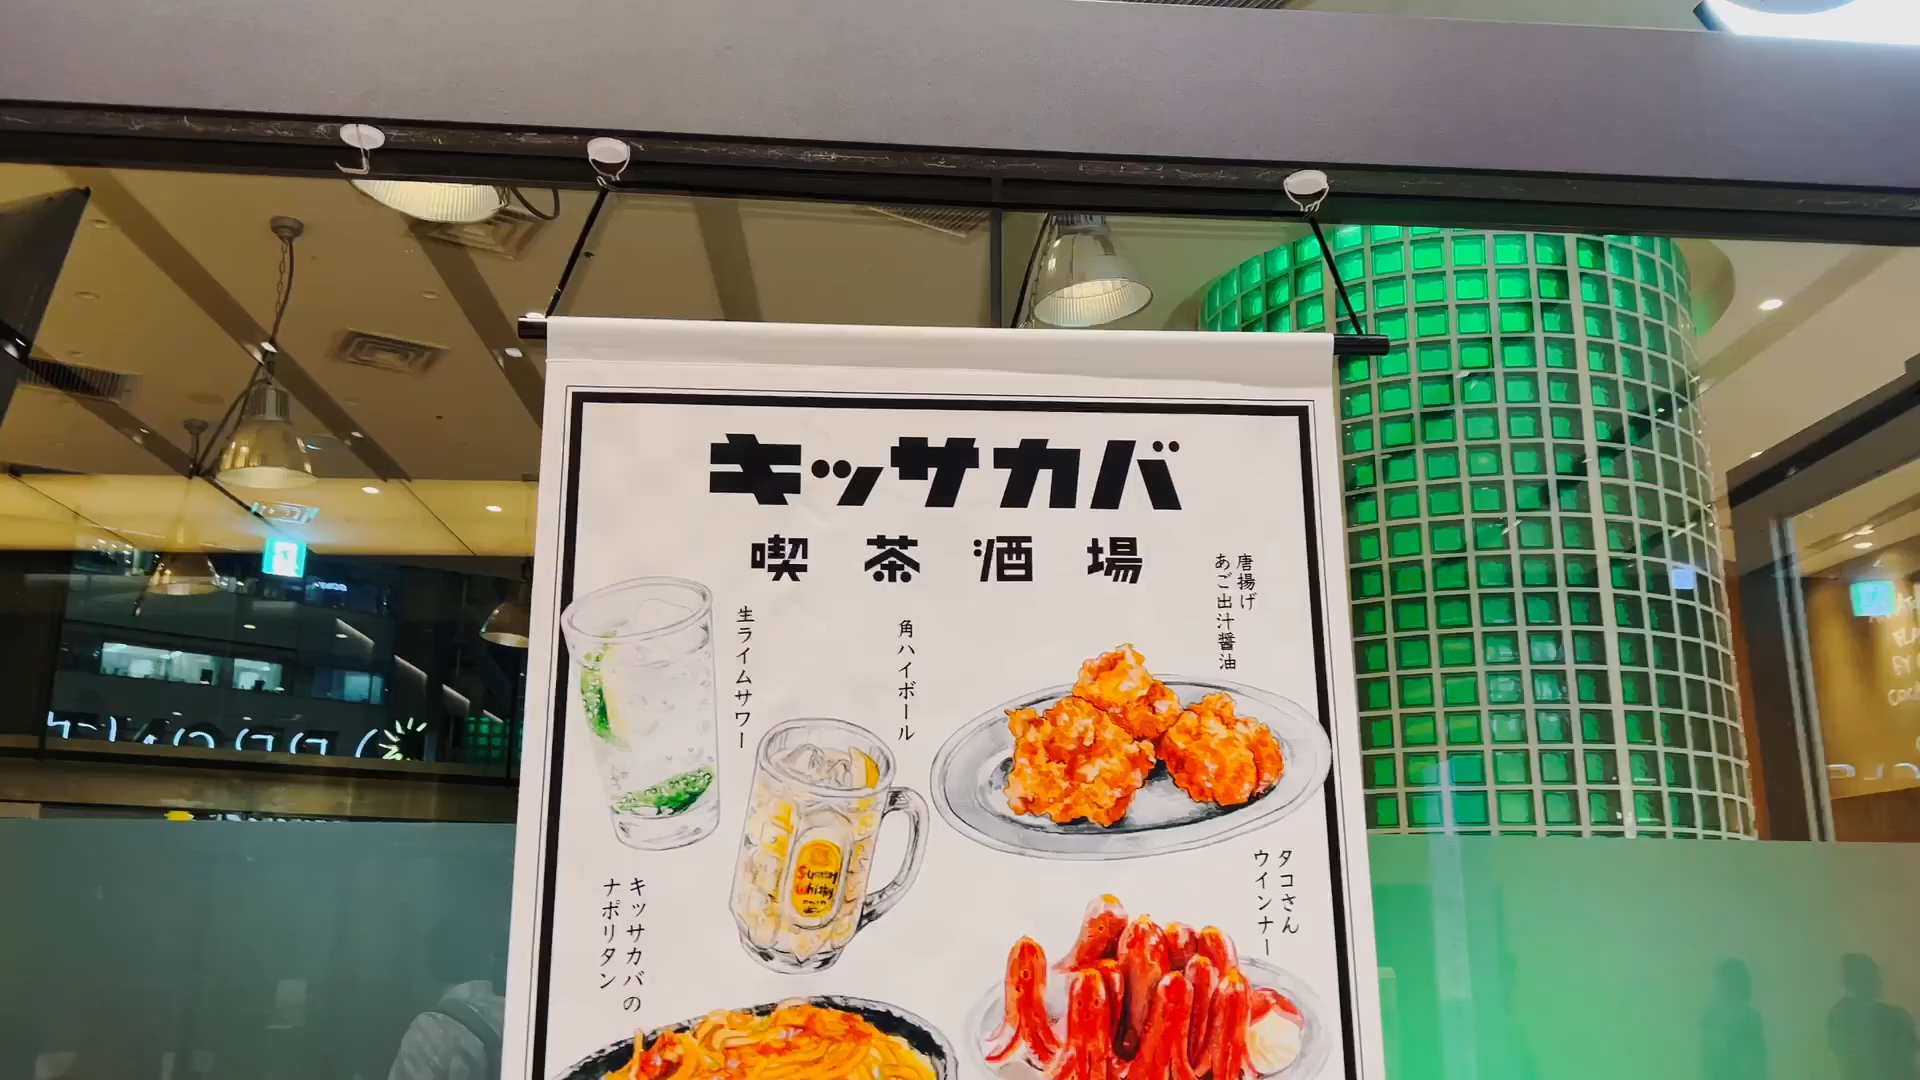 キッサカバ
喫茶酒場
唐揚げ
あご出汁醤油
角ハイボール
生ライムサワー
タコさん
ウインナー
キッサカバの
ナポリタン
Whisky